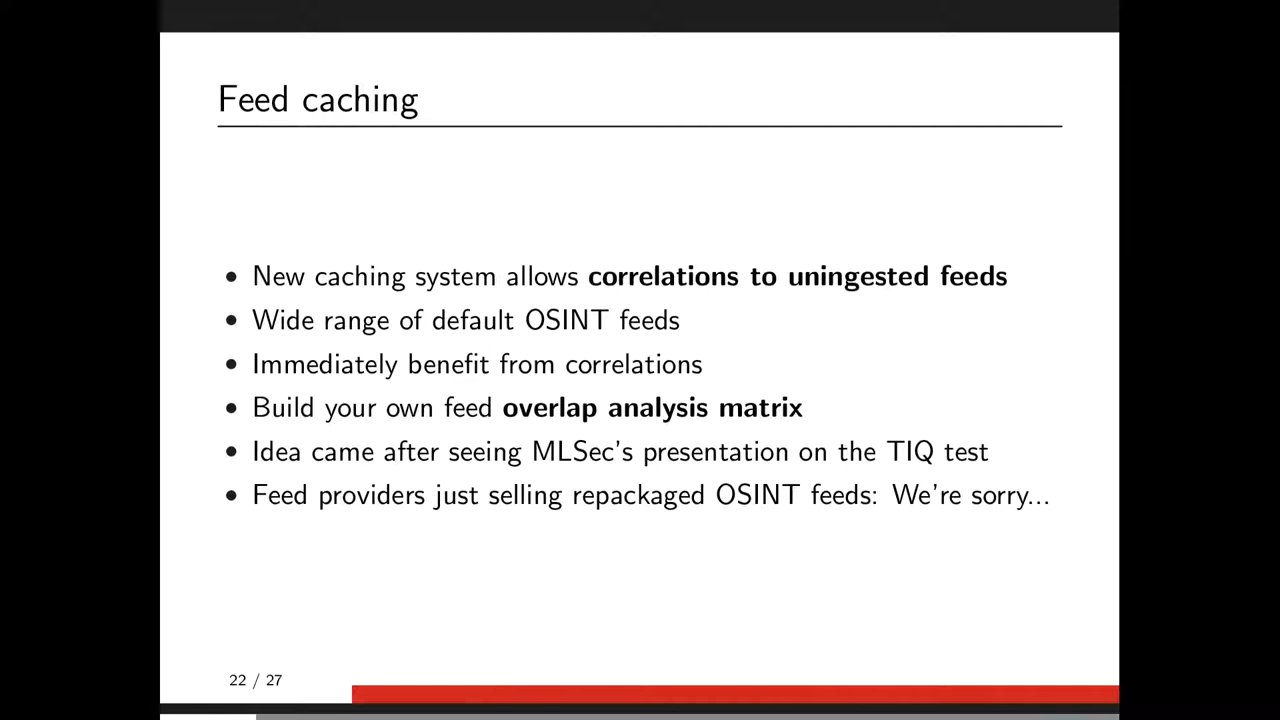 Feed caching
• New caching system allows correlations to uningested feeds
• Wide range of default OSINT feeds
• Immediately benefit from correlations
• Build your own feed overlap analysis matrix
• Idea came after seeing MLSec's presentation on the TIQ test
• Feed providers just selling repackaged OSINT feeds: We're sorry...
22 / 27